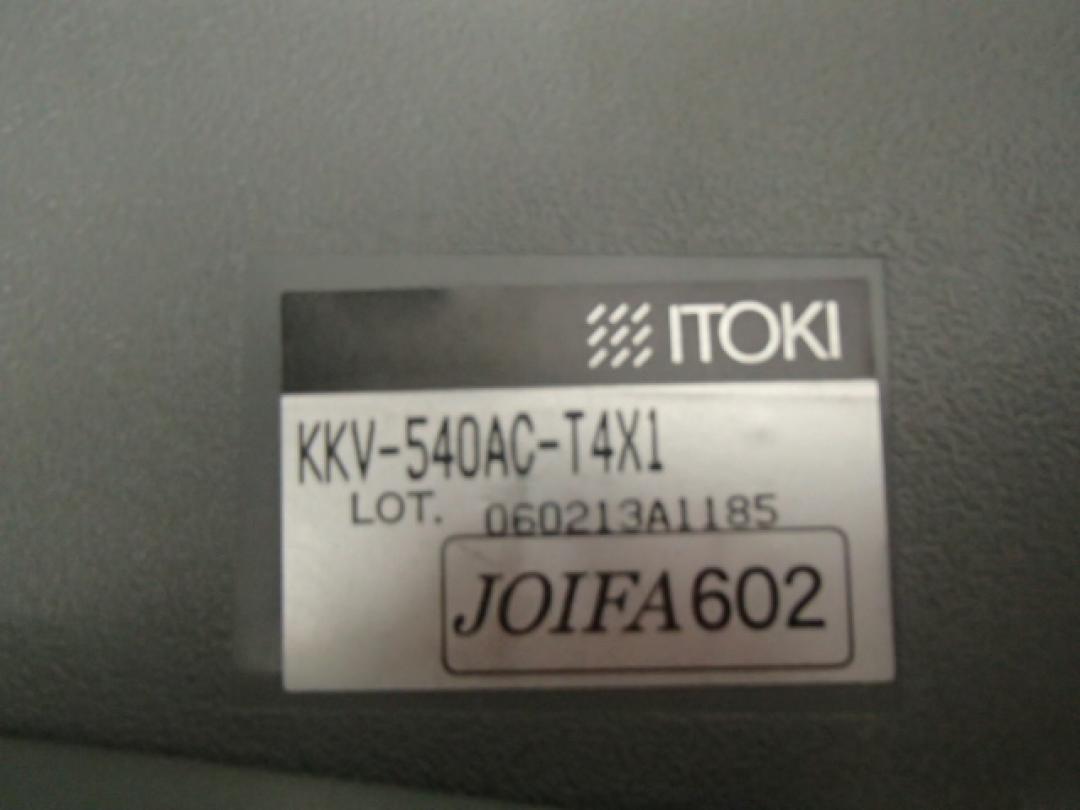 ITOKI
KKV-540AC-T4X1
LOT. 060213A1185
JOIFA602